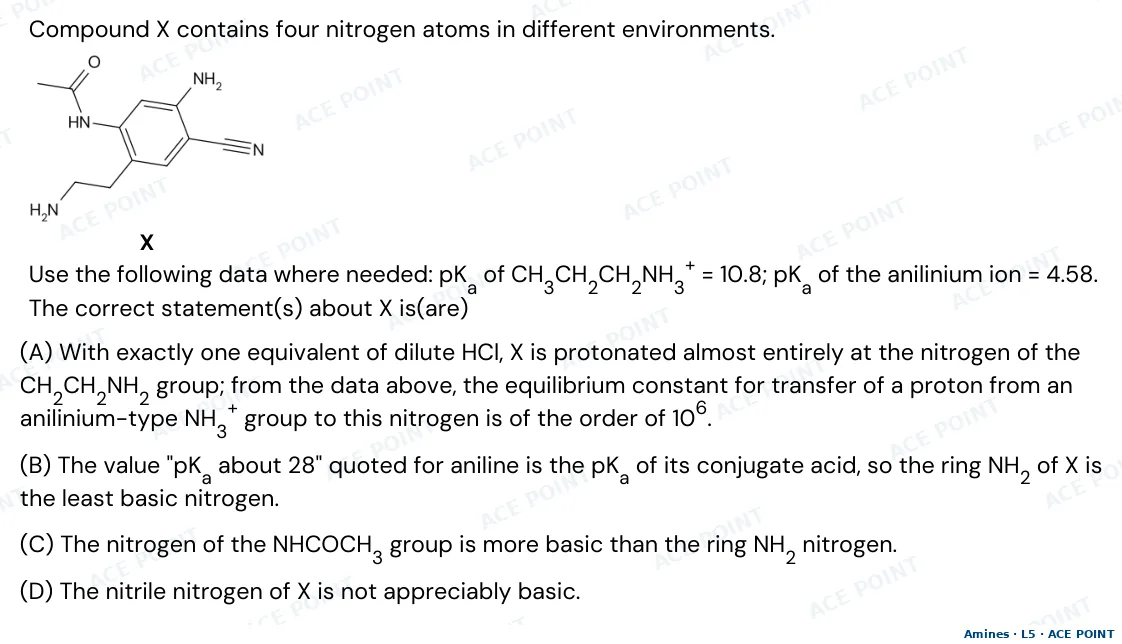 Compound X contains four nitrogen atoms in different environments.
O
NH₂
HN
N
H₂N
X
Use the following data where needed: pKₐ of CH₃CH₂CH₂NH₃⁺ = 10.8; pKₐ of the anilinium ion = 4.58.
The correct statement(s) about X is(are)
(A) With exactly one equivalent of dilute HCl, X is protonated almost entirely at the nitrogen of the
CH₂CH₂NH₂ group; from the data above, the equilibrium constant for transfer of a proton from an
anilinium-type NH₃⁺ group to this nitrogen is of the order of 10⁶.
(B) The value "pKₐ about 28" quoted for aniline is the pKₐ of its conjugate acid, so the ring NH₂ of X is
the least basic nitrogen.
(C) The nitrogen of the NHCOCH₃ group is more basic than the ring NH₂ nitrogen.
(D) The nitrile nitrogen of X is not appreciably basic.
Amines · L5 · ACE POINT